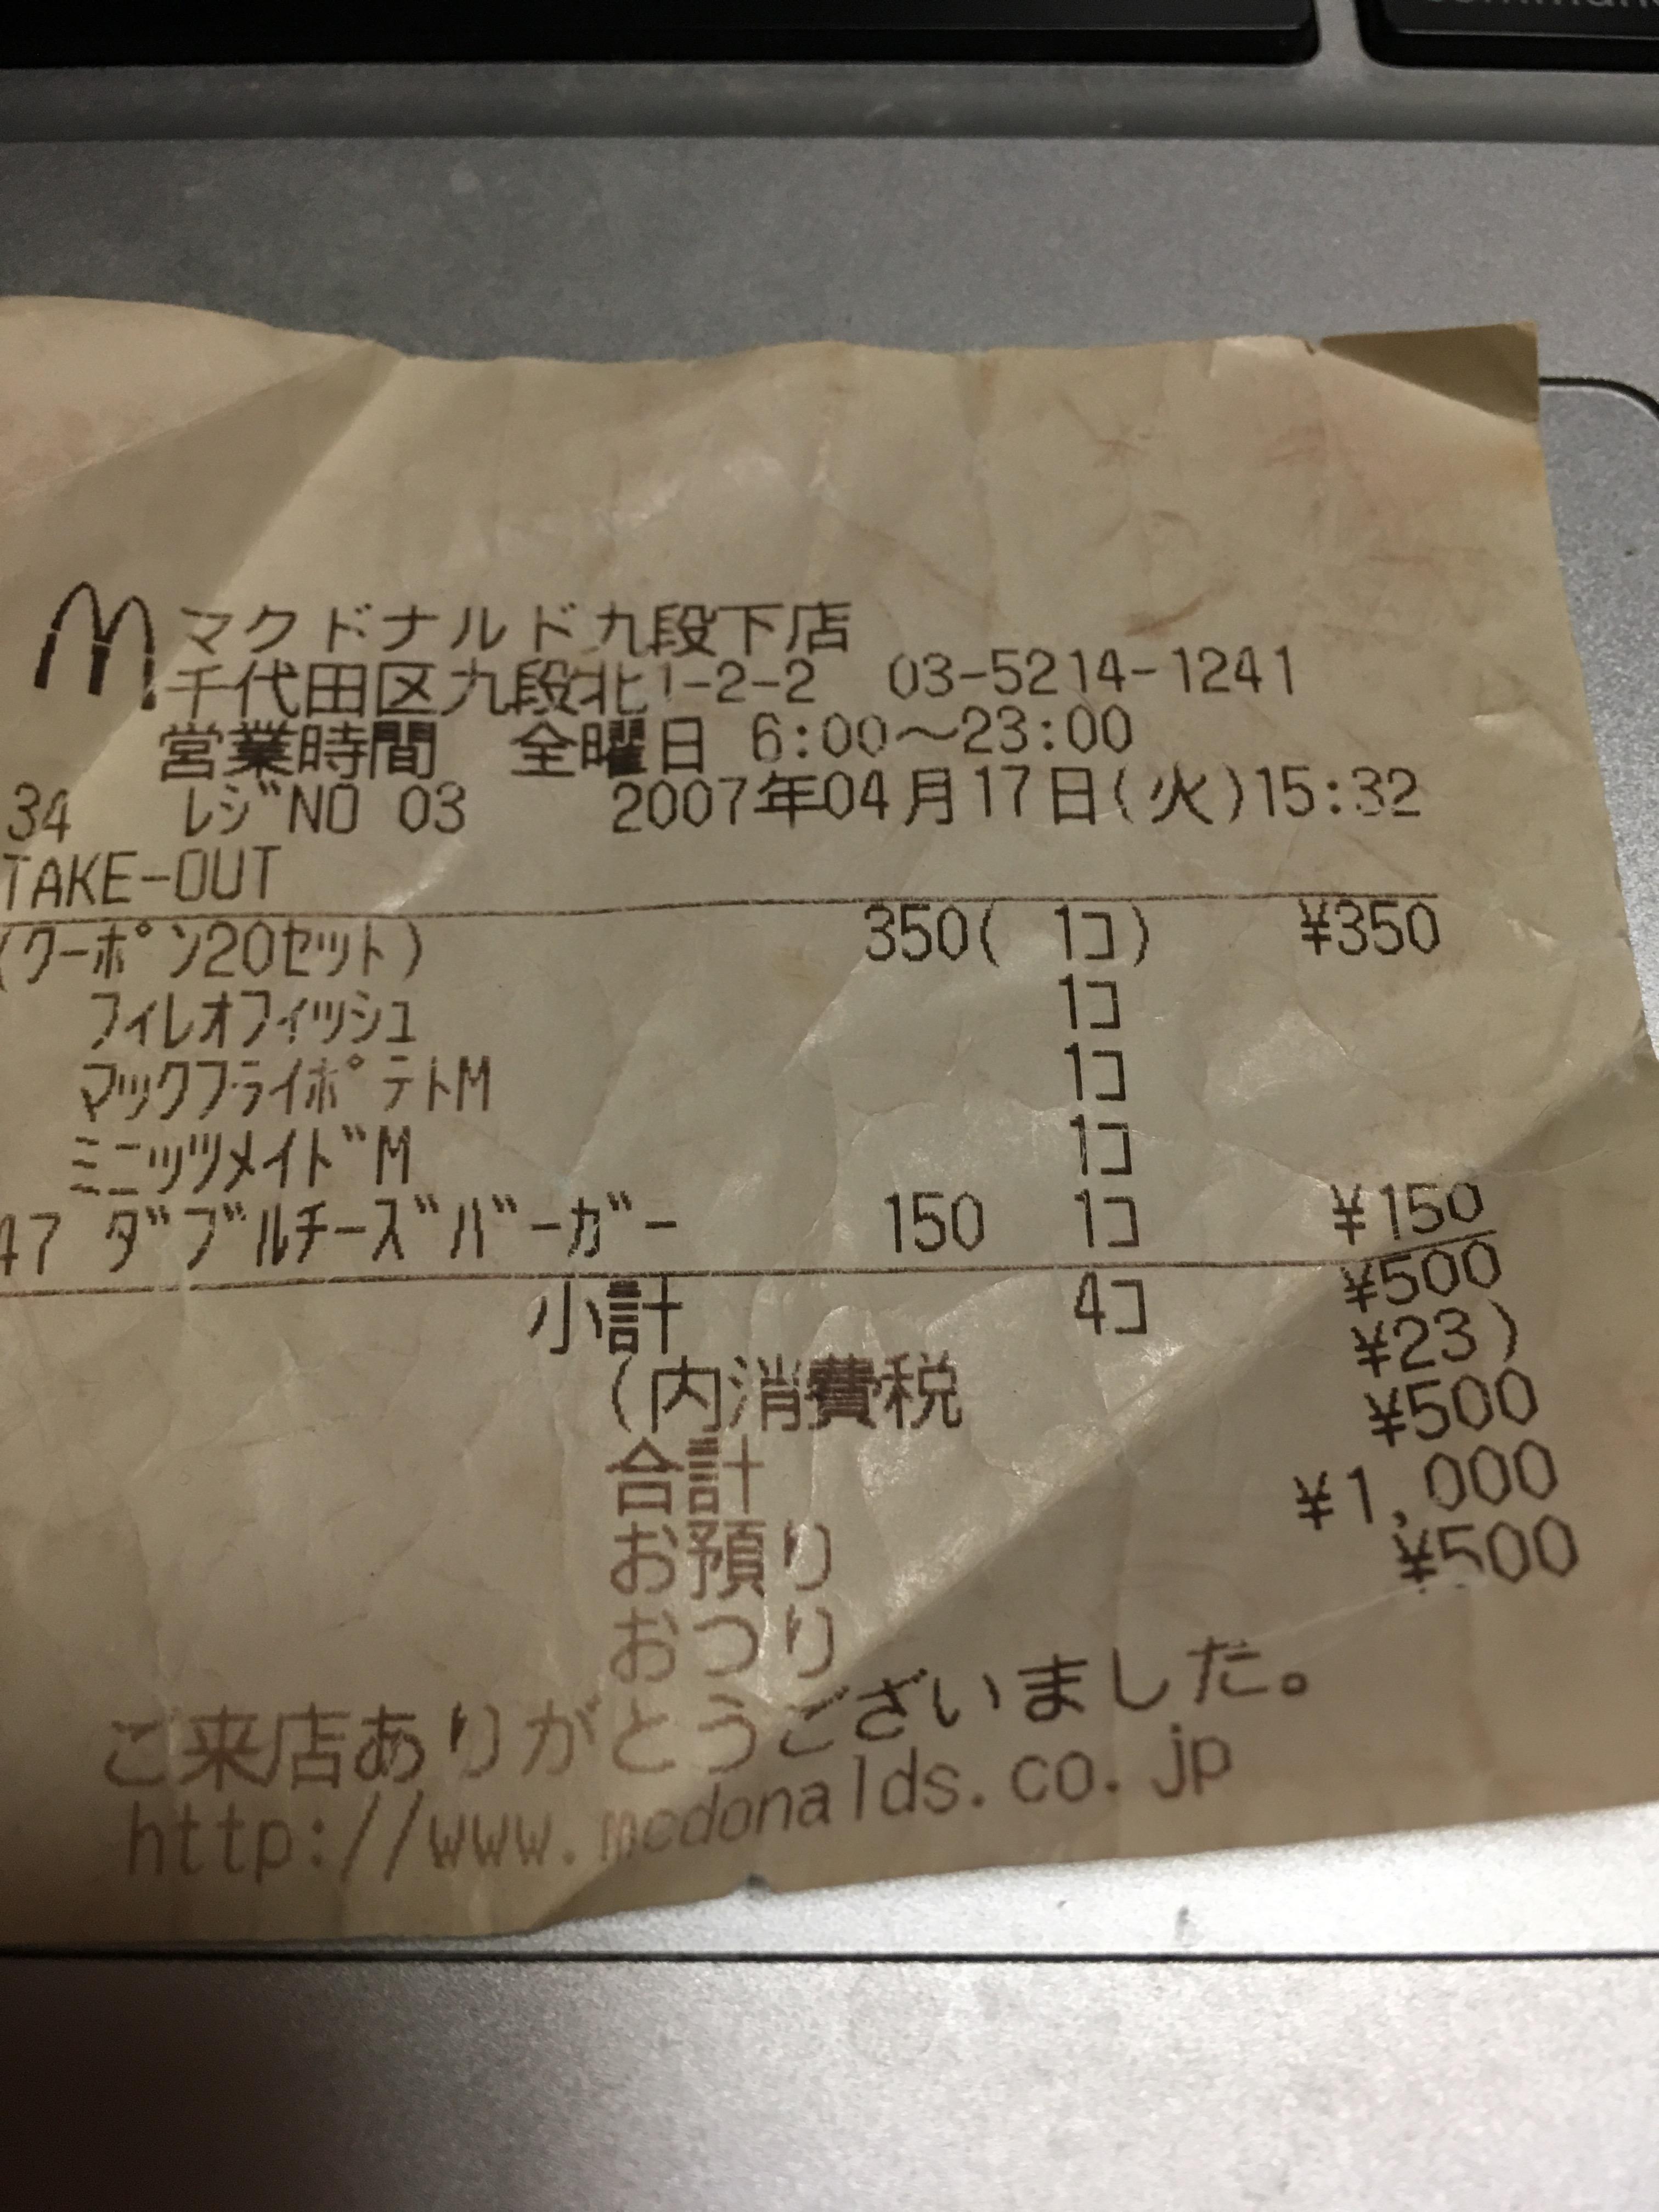 command
マクドナルド九段下店
千代田区九段北1-2-2 03-5214-1241
営業時間 全曜日 6:00〜23:00
34 ﾚｼﾞNO 03 2007年04月17日(火)15:32
TAKE-OUT
(ｸｰﾎﾟﾝ20ｾｯﾄ) 350( 1ｺ) ¥350
ﾌｨﾚｵﾌｨｯｼｭ 1ｺ
ﾏｯｸﾌﾗｲﾎﾟﾃﾄM 1ｺ
ﾐﾆｯﾂﾒｲﾄﾞM 1ｺ
47 ﾀﾞﾌﾞﾙﾁｰｽﾞﾊﾞｰｶﾞｰ 150 1ｺ ¥150
小計 4ｺ ¥500
(内消費税 ¥23)
合計 ¥500
お預り ¥1,000
おつり ¥500
ご来店ありがとうございました。
http://www.mcdonalds.co.jp